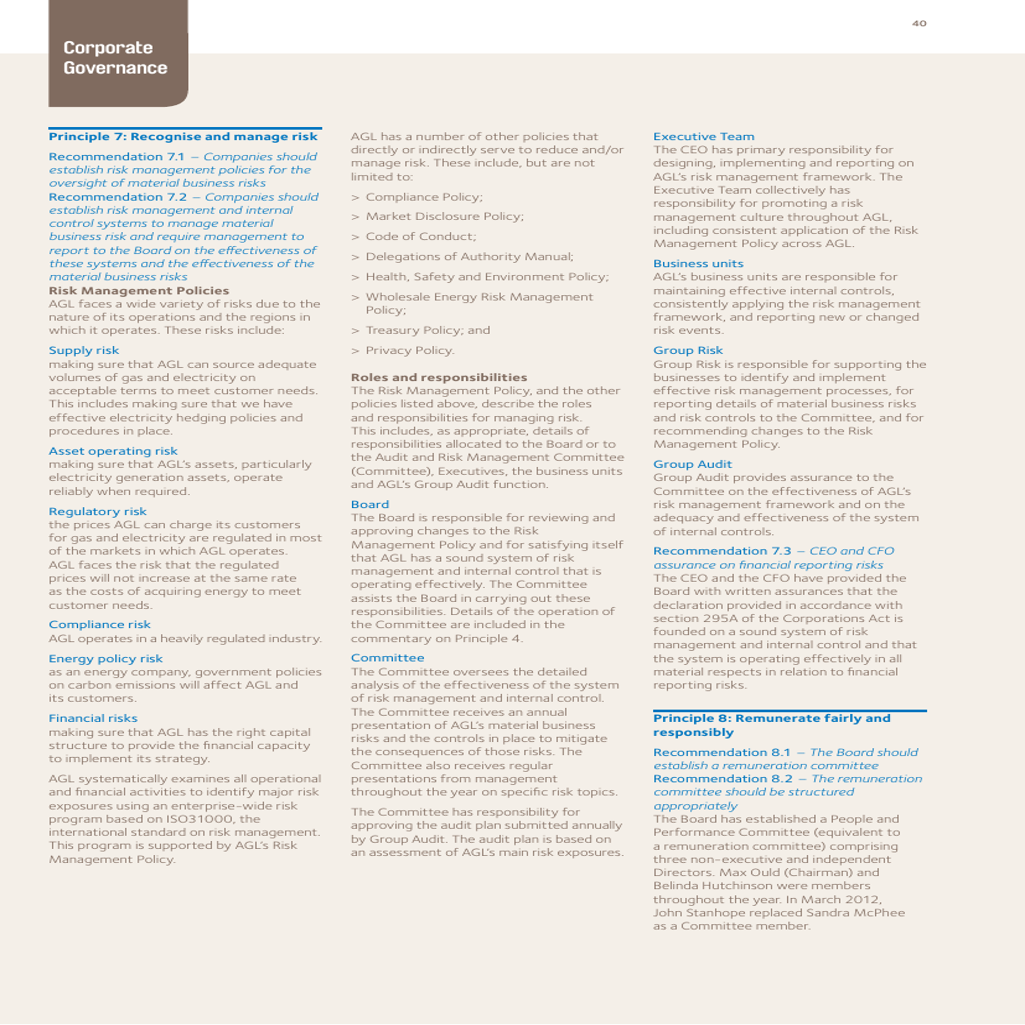 40
Corporate
Governance
Principle 7: Recognise and manage risk
Recommendation 7.1 – Companies should
establish risk management policies for the
oversight of material business risks
Recommendation 7.2 – Companies should
establish risk management and internal
control systems to manage material
business risk and require management to
report to the Board on the effectiveness of
these systems and the effectiveness of the
material business risks
Risk Management Policies
AGL faces a wide variety of risks due to the
nature of its operations and the regions in
which it operates. These risks include:
Supply risk
making sure that AGL can source adequate
volumes of gas and electricity on
acceptable terms to meet customer needs.
This includes making sure that we have
effective electricity hedging policies and
procedures in place.
Asset operating risk
making sure that AGL's assets, particularly
electricity generation assets, operate
reliably when required.
Regulatory risk
the prices AGL can charge its customers
for gas and electricity are regulated in most
of the markets in which AGL operates.
AGL faces the risk that the regulated
prices will not increase at the same rate
as the costs of acquiring energy to meet
customer needs.
Compliance risk
AGL operates in a heavily regulated industry.
Energy policy risk
as an energy company, government policies
on carbon emissions will affect AGL and
its customers.
Financial risks
making sure that AGL has the right capital
structure to provide the financial capacity
to implement its strategy.
AGL systematically examines all operational
and financial activities to identify major risk
exposures using an enterprise-wide risk
program based on ISO31000, the
international standard on risk management.
This program is supported by AGL's Risk
Management Policy.
AGL has a number of other policies that
directly or indirectly serve to reduce and/or
manage risk. These include, but are not
limited to:
> Compliance Policy;
> Market Disclosure Policy;
> Code of Conduct;
> Delegations of Authority Manual;
> Health, Safety and Environment Policy;
> Wholesale Energy Risk Management
Policy;
> Treasury Policy; and
> Privacy Policy.
Roles and responsibilities
The Risk Management Policy, and the other
policies listed above, describe the roles
and responsibilities for managing risk.
This includes, as appropriate, details of
responsibilities allocated to the Board or to
the Audit and Risk Management Committee
(Committee), Executives, the business units
and AGL's Group Audit function.
Board
The Board is responsible for reviewing and
approving changes to the Risk
Management Policy and for satisfying itself
that AGL has a sound system of risk
management and internal control that is
operating effectively. The Committee
assists the Board in carrying out these
responsibilities. Details of the operation of
the Committee are included in the
commentary on Principle 4.
Committee
The Committee oversees the detailed
analysis of the effectiveness of the system
of risk management and internal control.
The Committee receives an annual
presentation of AGL's material business
risks and the controls in place to mitigate
the consequences of those risks. The
Committee also receives regular
presentations from management
throughout the year on specific risk topics.
The Committee has responsibility for
approving the audit plan submitted annually
by Group Audit. The audit plan is based on
an assessment of AGL's main risk exposures.
Executive Team
The CEO has primary responsibility for
designing, implementing and reporting on
AGL's risk management framework. The
Executive Team collectively has
responsibility for promoting a risk
management culture throughout AGL,
including consistent application of the Risk
Management Policy across AGL.
Business units
AGL's business units are responsible for
maintaining effective internal controls,
consistently applying the risk management
framework, and reporting new or changed
risk events.
Group Risk
Group Risk is responsible for supporting the
businesses to identify and implement
effective risk management processes, for
reporting details of material business risks
and risk controls to the Committee, and for
recommending changes to the Risk
Management Policy.
Group Audit
Group Audit provides assurance to the
Committee on the effectiveness of AGL's
risk management framework and on the
adequacy and effectiveness of the system
of internal controls.
Recommendation 7.3 – CEO and CFO
assurance on financial reporting risks
The CEO and the CFO have provided the
Board with written assurances that the
declaration provided in accordance with
section 295A of the Corporations Act is
founded on a sound system of risk
management and internal control and that
the system is operating effectively in all
material respects in relation to financial
reporting risks.
Principle 8: Remunerate fairly and
responsibly
Recommendation 8.1 – The Board should
establish a remuneration committee
Recommendation 8.2 – The remuneration
committee should be structured
appropriately
The Board has established a People and
Performance Committee (equivalent to
a remuneration committee) comprising
three non-executive and independent
Directors. Max Ould (Chairman) and
Belinda Hutchinson were members
throughout the year. In March 2012,
John Stanhope replaced Sandra McPhee
as a Committee member.